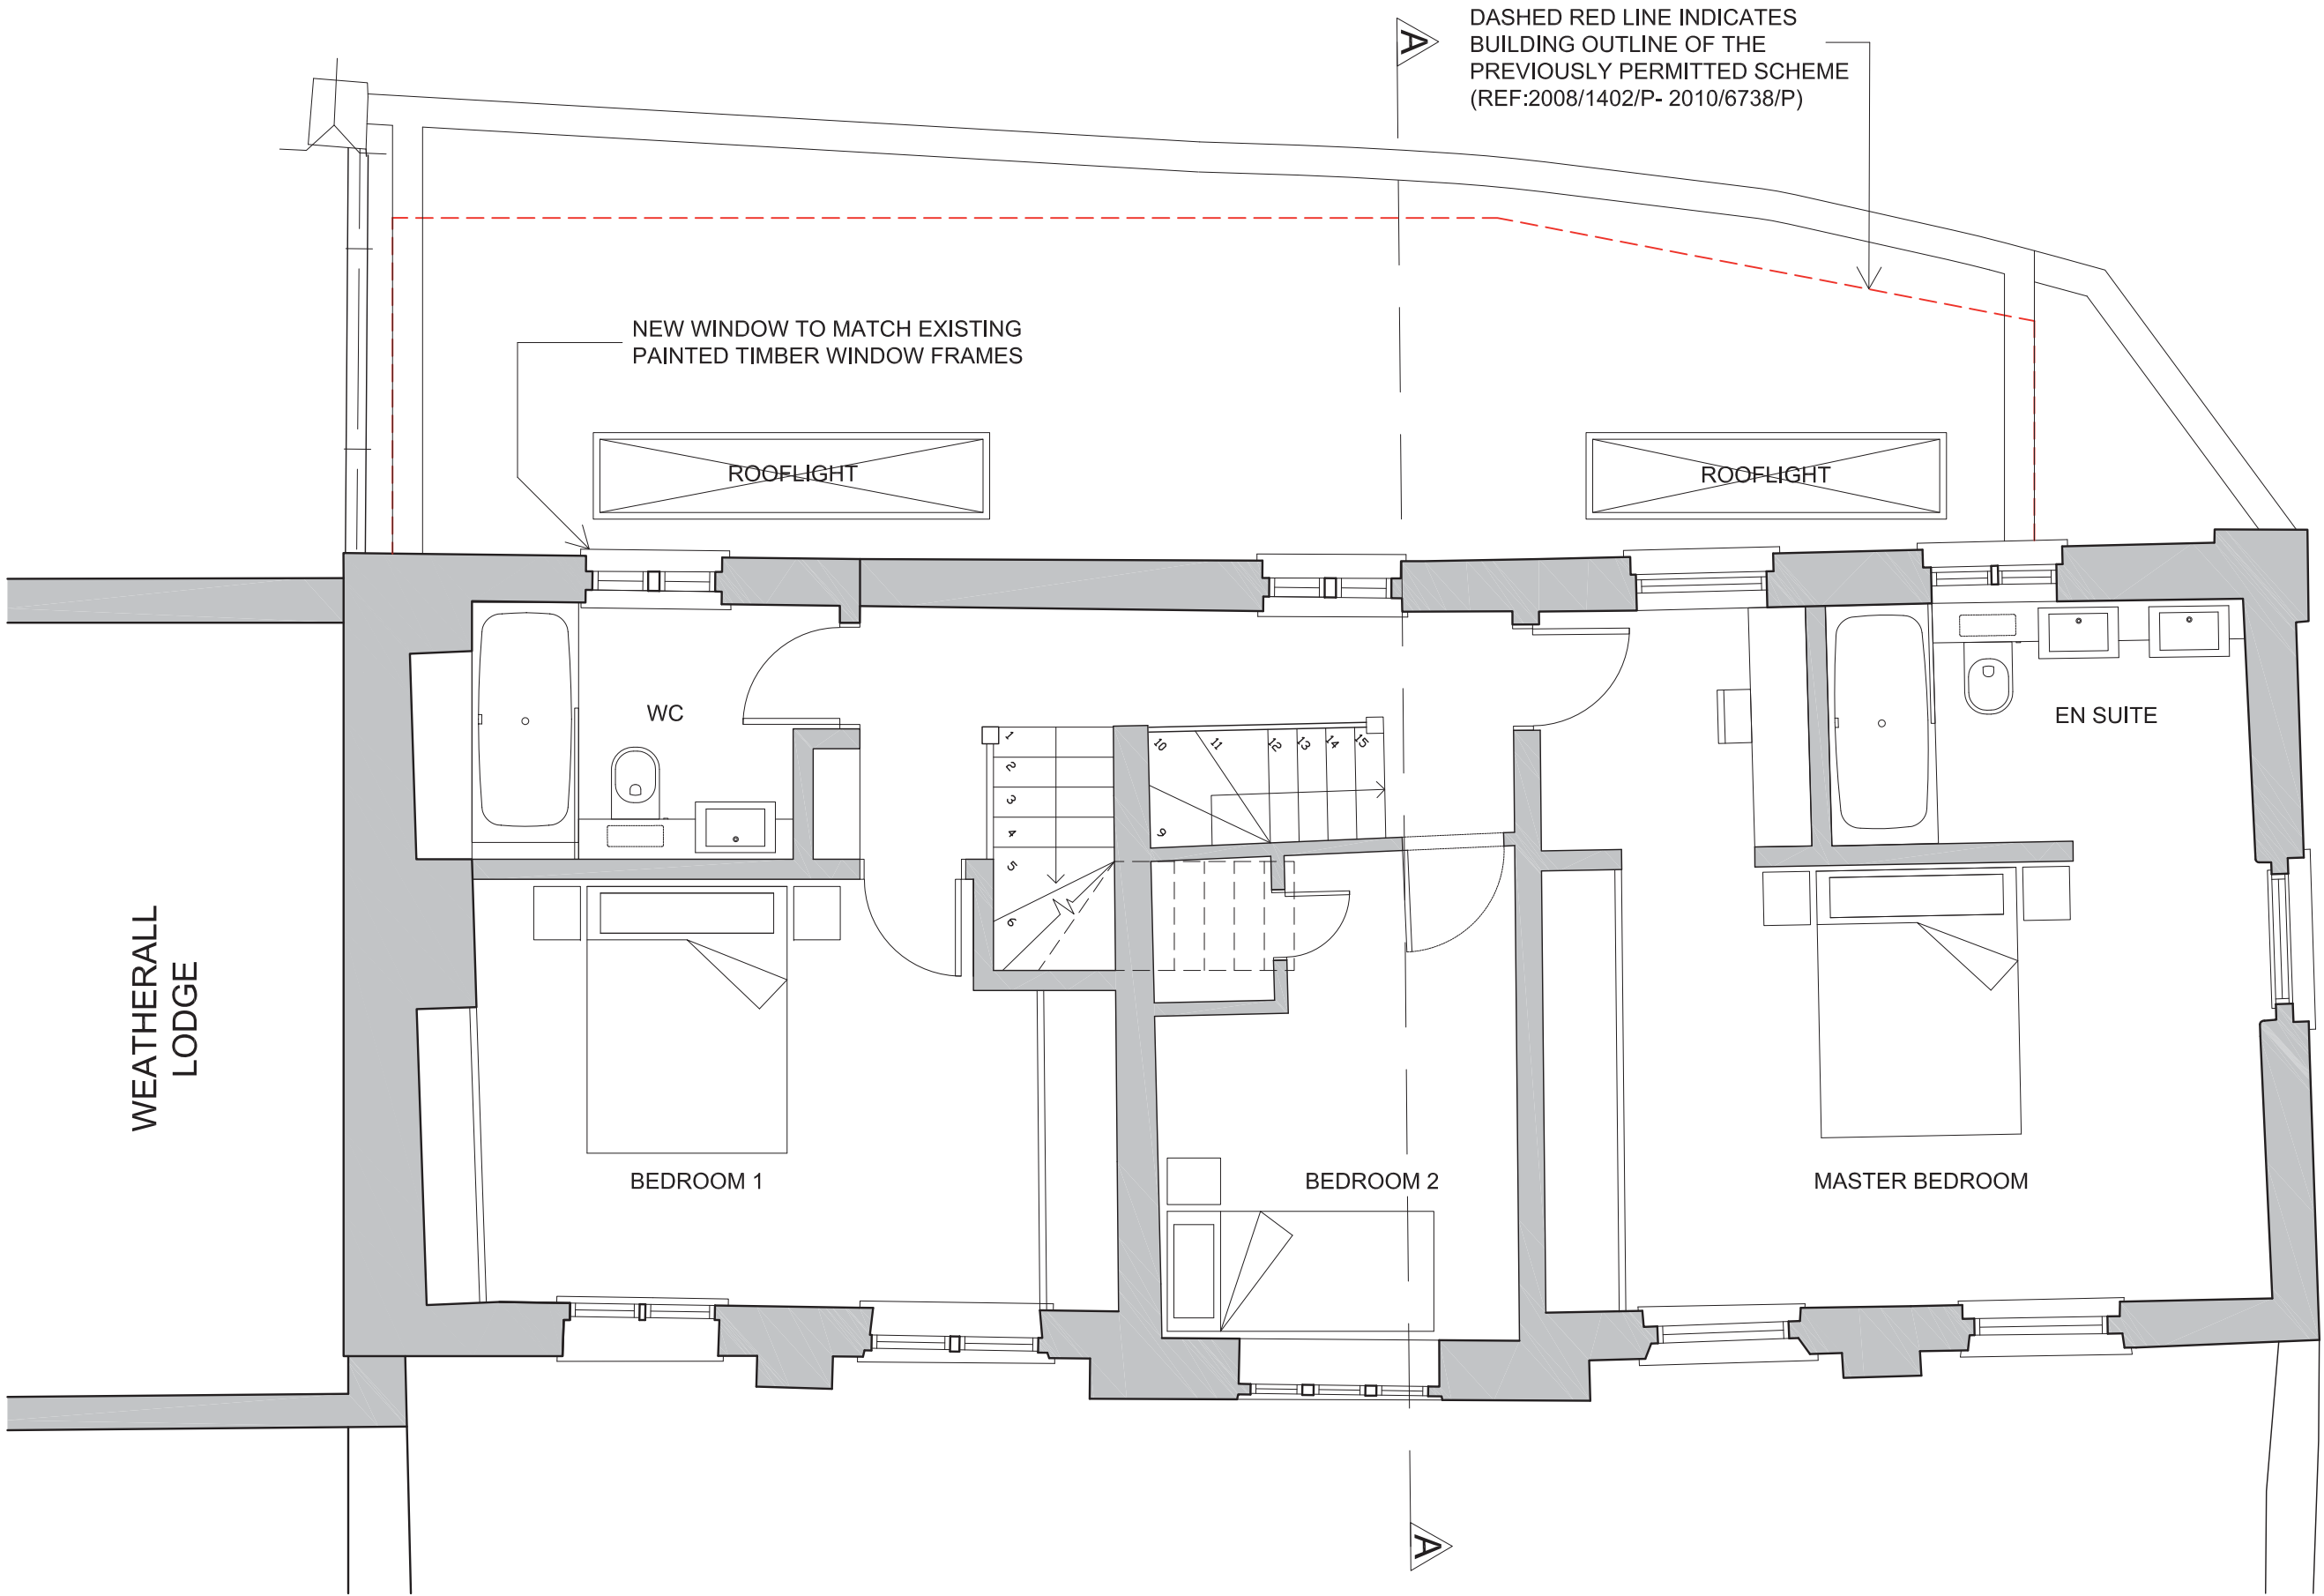 A
DASHED RED LINE INDICATES
BUILDING OUTLINE OF THE
PREVIOUSLY PERMITTED SCHEME
(REF:2008/1402/P- 2010/6738/P)
NEW WINDOW TO MATCH EXISTING
PAINTED TIMBER WINDOW FRAMES
ROOFLIGHT
ROOFLIGHT
WC
EN SUITE
1
2
3
4
5
6
9
10
11
12
13
14
15
WEATHERALL
LODGE
BEDROOM 1
BEDROOM 2
MASTER BEDROOM
A